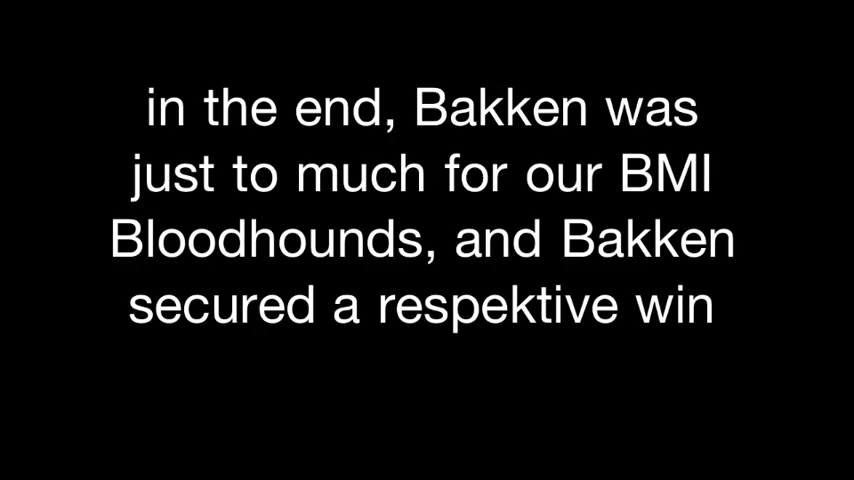 in the end, Bakken was
just to much for our BMI
Bloodhounds, and Bakken
secured a respektive win